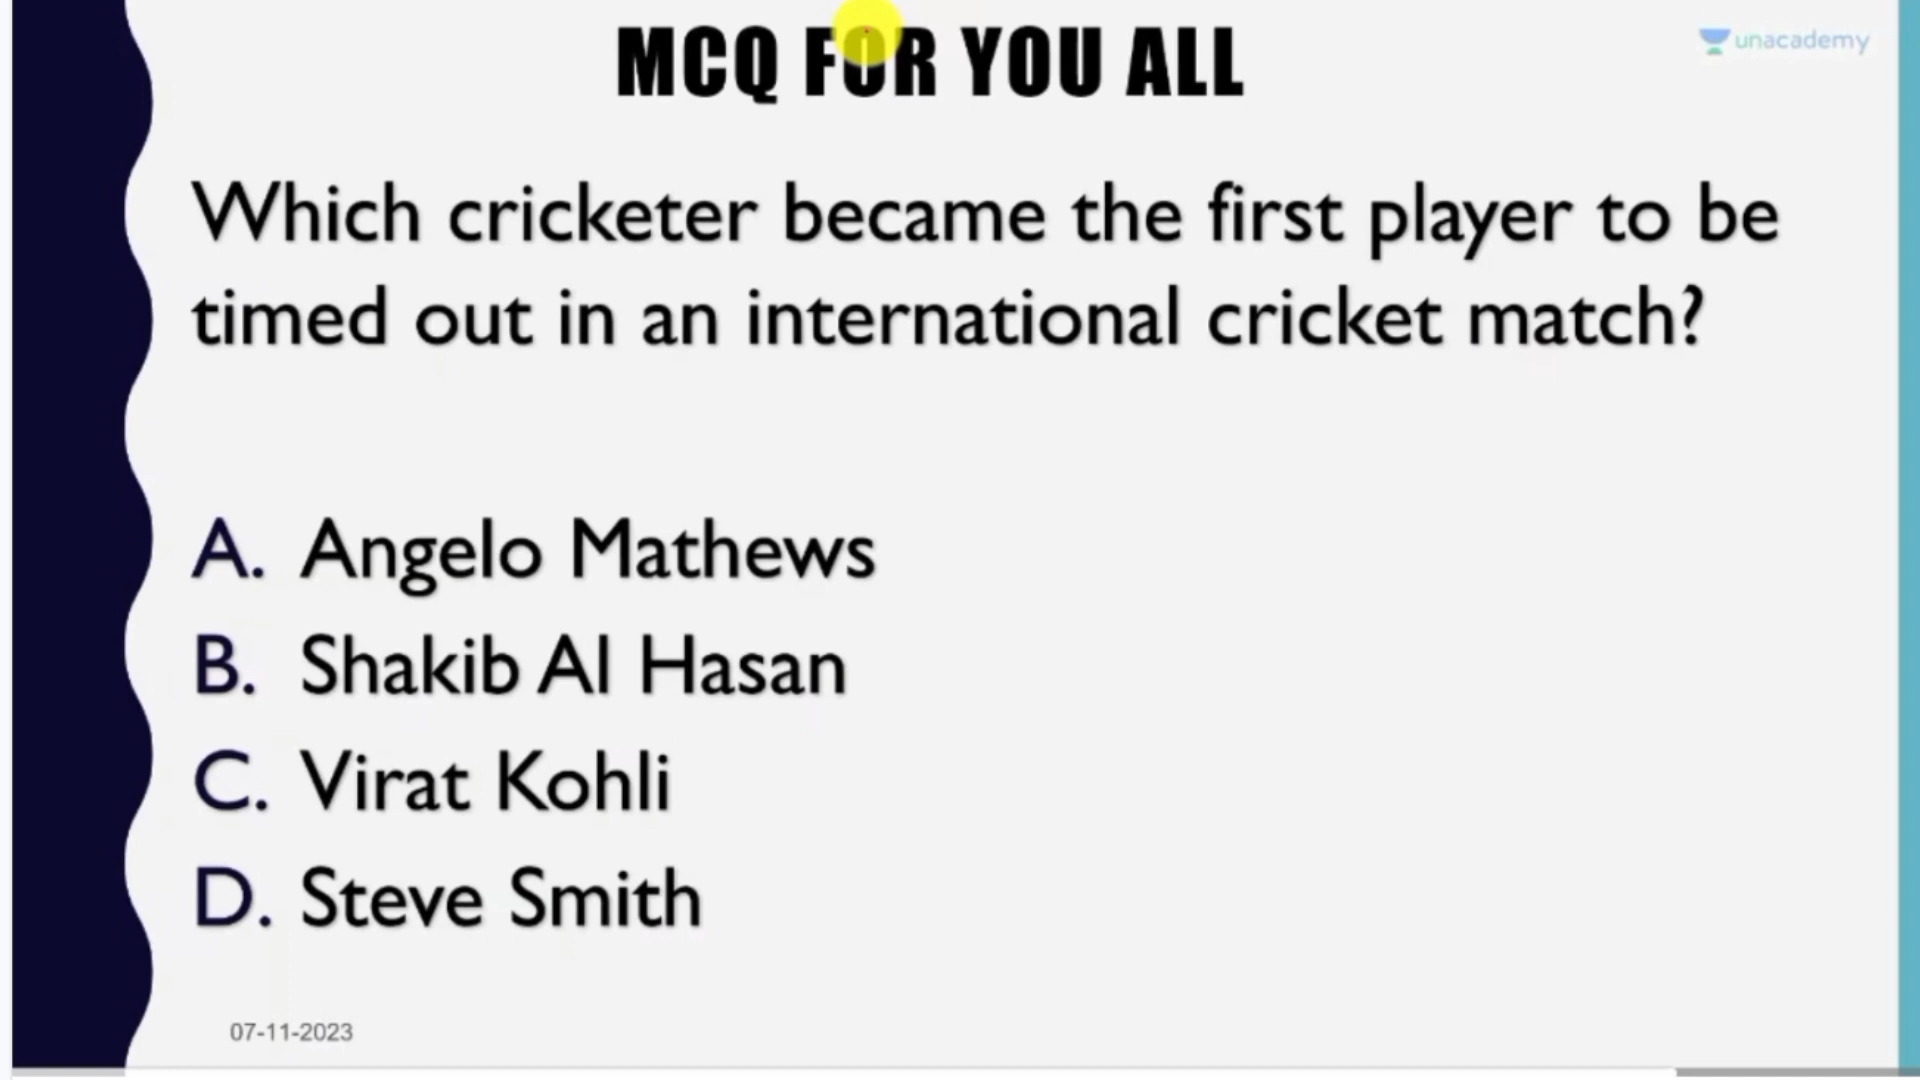 MCQ FOR YOU ALL
unacademy
Which cricketer became the first player to be
timed out in an international cricket match?
A. Angelo Mathews
B. Shakib Al Hasan
C. Virat Kohli
D. Steve Smith
07-11-2023